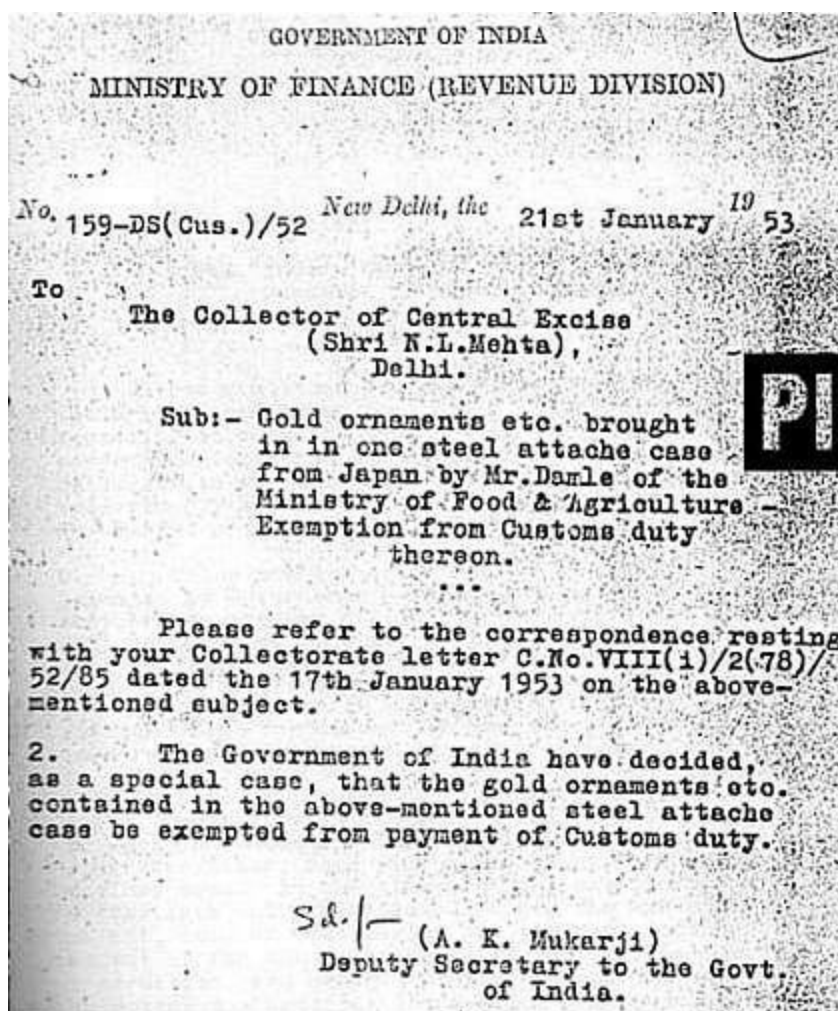 GOVERNMENT OF INDIA
MINISTRY OF FINANCE (REVENUE DIVISION)
No. 159-DS(Cus.)/52 New Delhi, the 21st January 19 53
To
The Collector of Central Excise
(Shri N.L.Mehta),
Delhi.
Sub:- Gold ornaments etc. brought
in in one steel attache case
from Japan by Mr.Damle of the
Ministry of Food & Agriculture -
Exemption from Customs duty
thereon.
...
Please refer to the correspondence resting
with your Collectorate letter C.No.VIII(i)/2(78)/
52/85 dated the 17th January 1953 on the above-
mentioned subject.
2. The Government of India have decided,
as a special case, that the gold ornaments etc.
contained in the above-mentioned steel attache
case be exempted from payment of Customs duty.
Sd./-
(A. K. Mukarji)
Deputy Secretary to the Govt.
of India.
PI